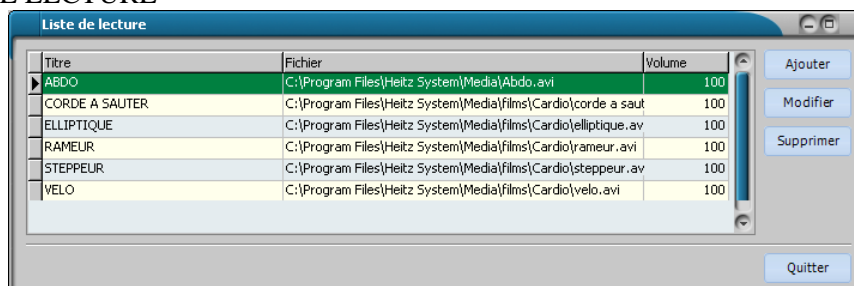 E LECTURE
Liste de lecture
Titre Fichier Volume
Ajouter
ABDO C:\Program Files\Heitz System\Media\Abdo.avi 100
CORDE A SAUTER C:\Program Files\Heitz System\Media\films\Cardio\corde a saut 100
Modifier
ELLIPTIQUE C:\Program Files\Heitz System\Media\films\Cardio\elliptique.av 100
RAMEUR C:\Program Files\Heitz System\Media\films\Cardio\rameur.avi 100
Supprimer
STEPPEUR C:\Program Files\Heitz System\Media\films\Cardio\steppeur.av 100
VELO C:\Program Files\Heitz System\Media\films\Cardio\velo.avi 100
Quitter